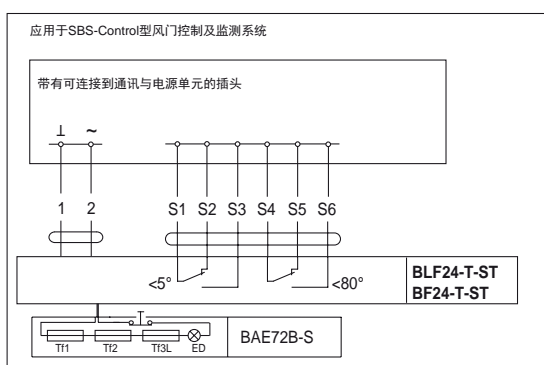 应用于SBS-Control型风门控制及监测系统
带有可连接到通讯与电源单元的插头
⊥ ~
1 2 S1 S2 S3 S4 S5 S6
<5° <80°
BLF24-T-ST
BF24-T-ST
T
Tf1 Tf2 Tf3L ED
BAE72B-S